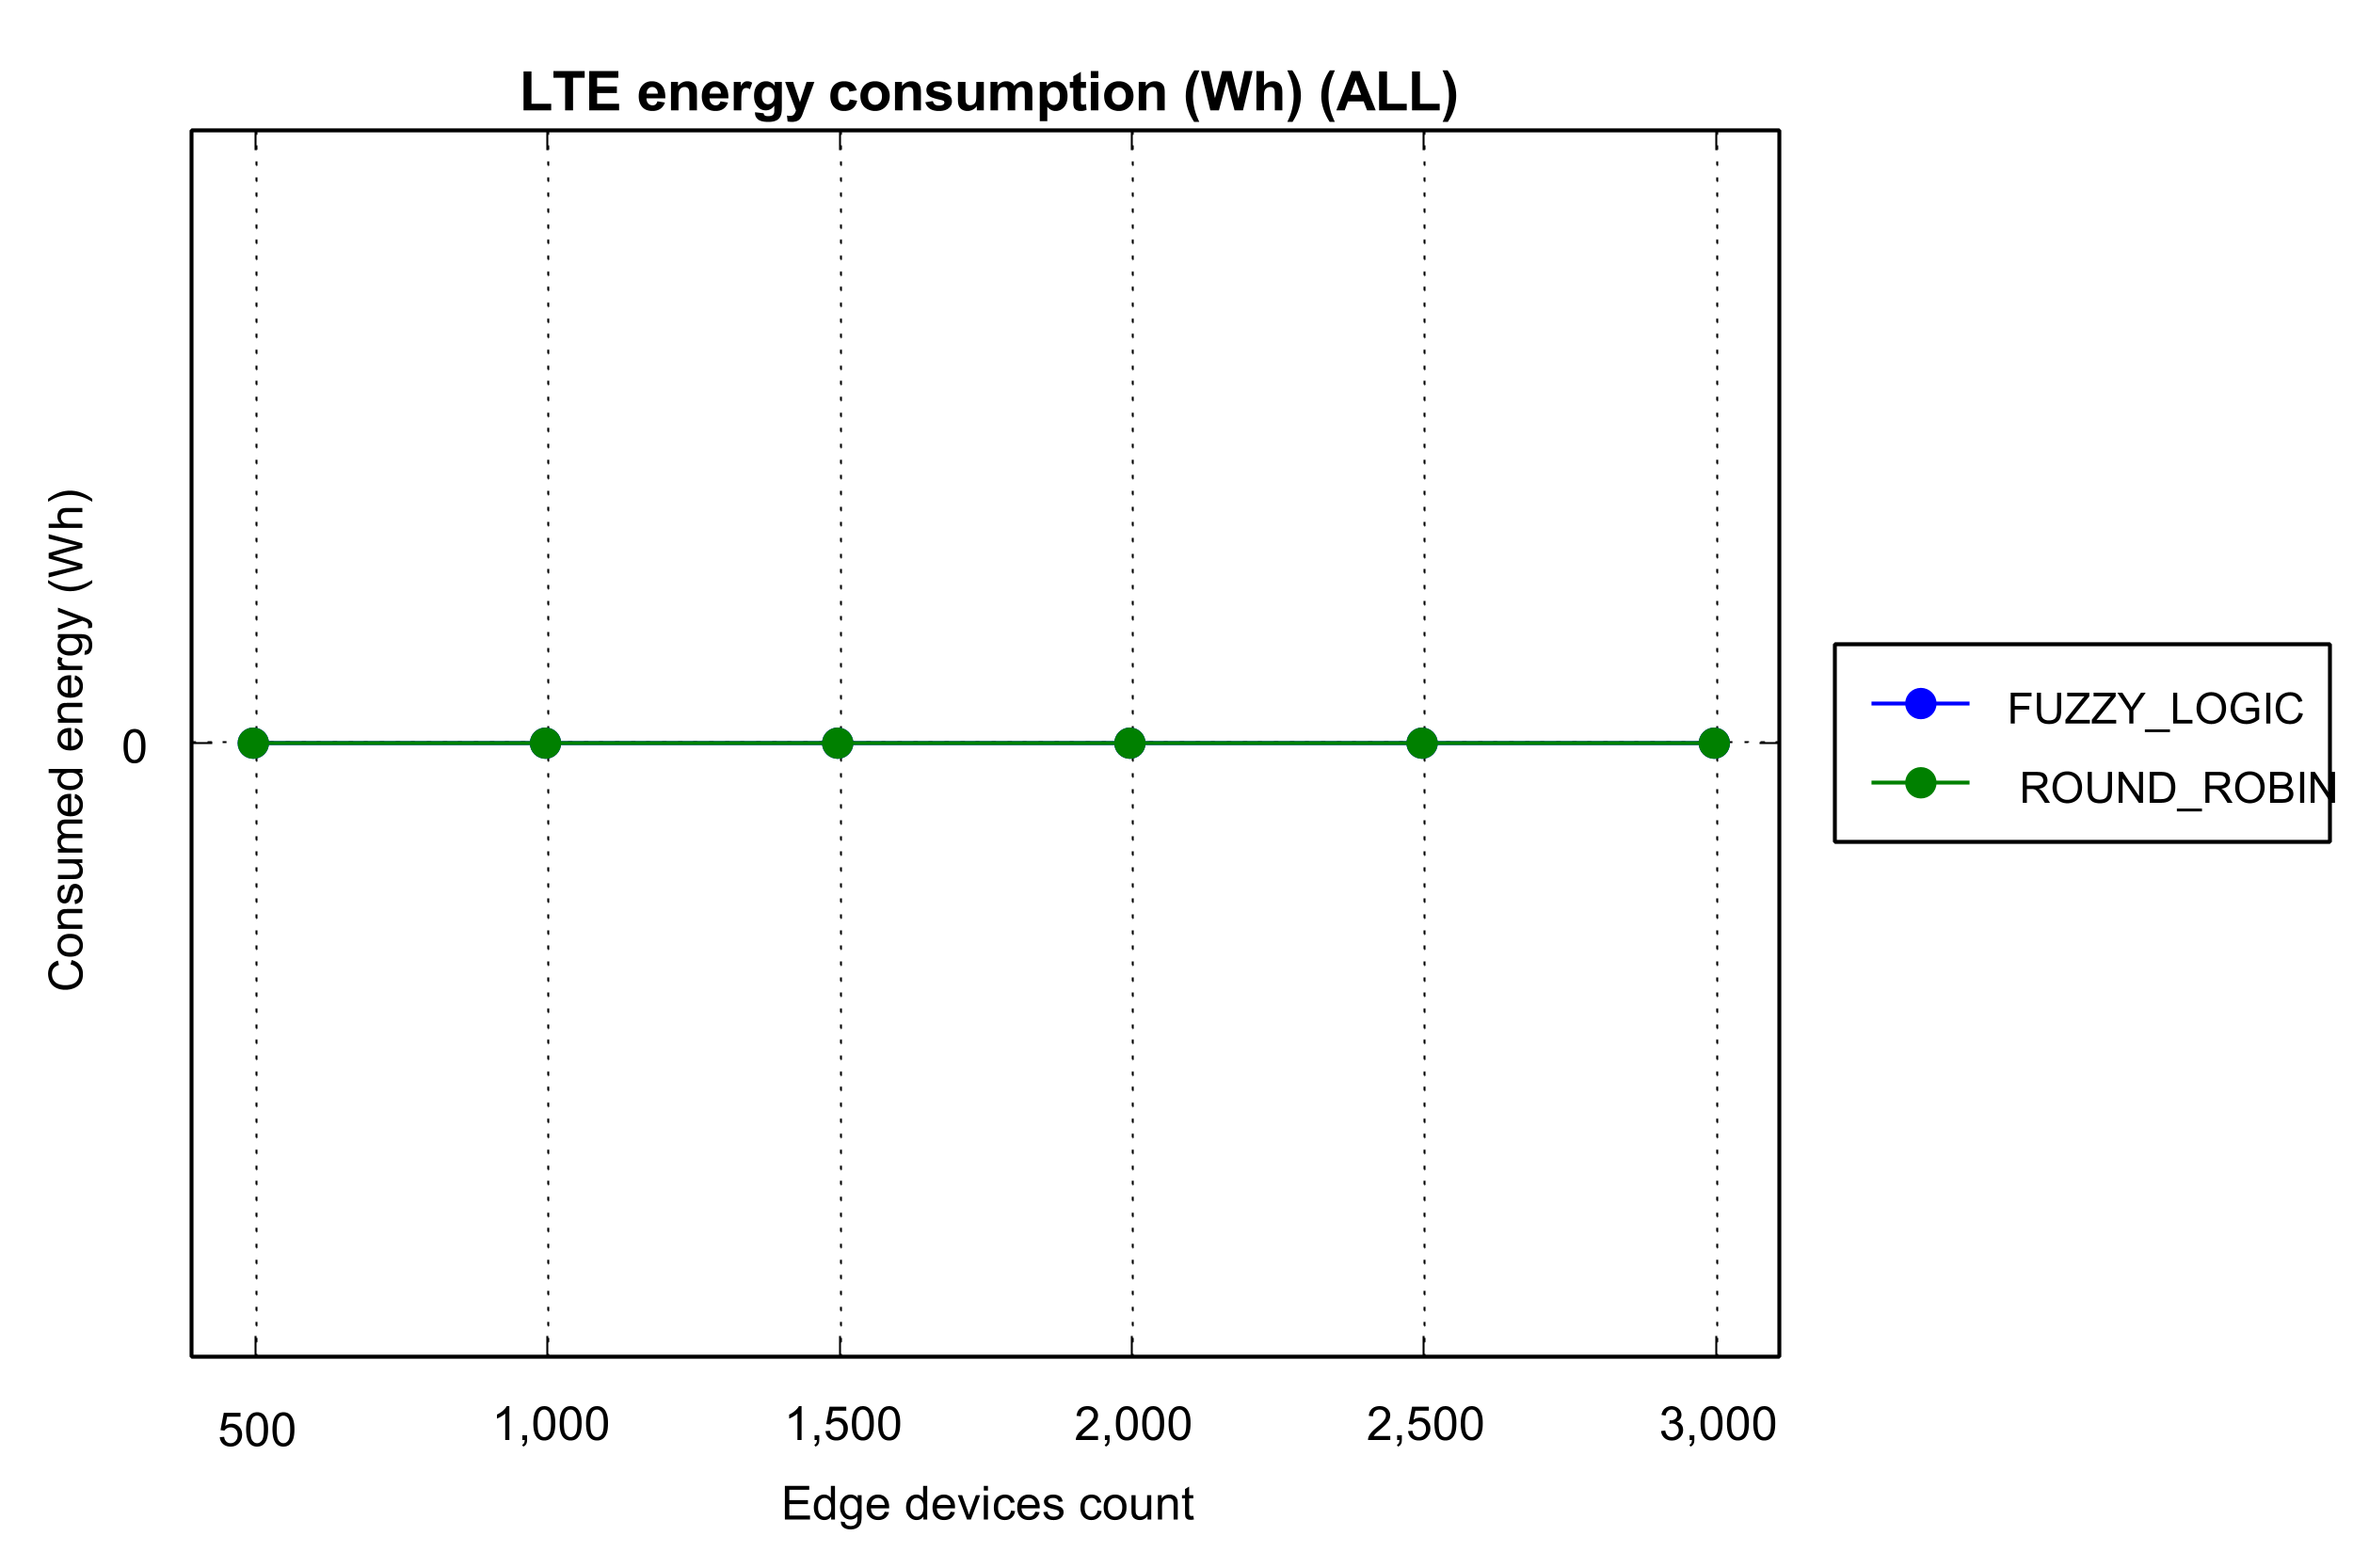 LTE energy consumption (Wh) (ALL)
Consumed energy (Wh)
0
FUZZY_LOGIC
ROUND_ROBIN
500
1,000
1,500
2,000
2,500
3,000
Edge devices count